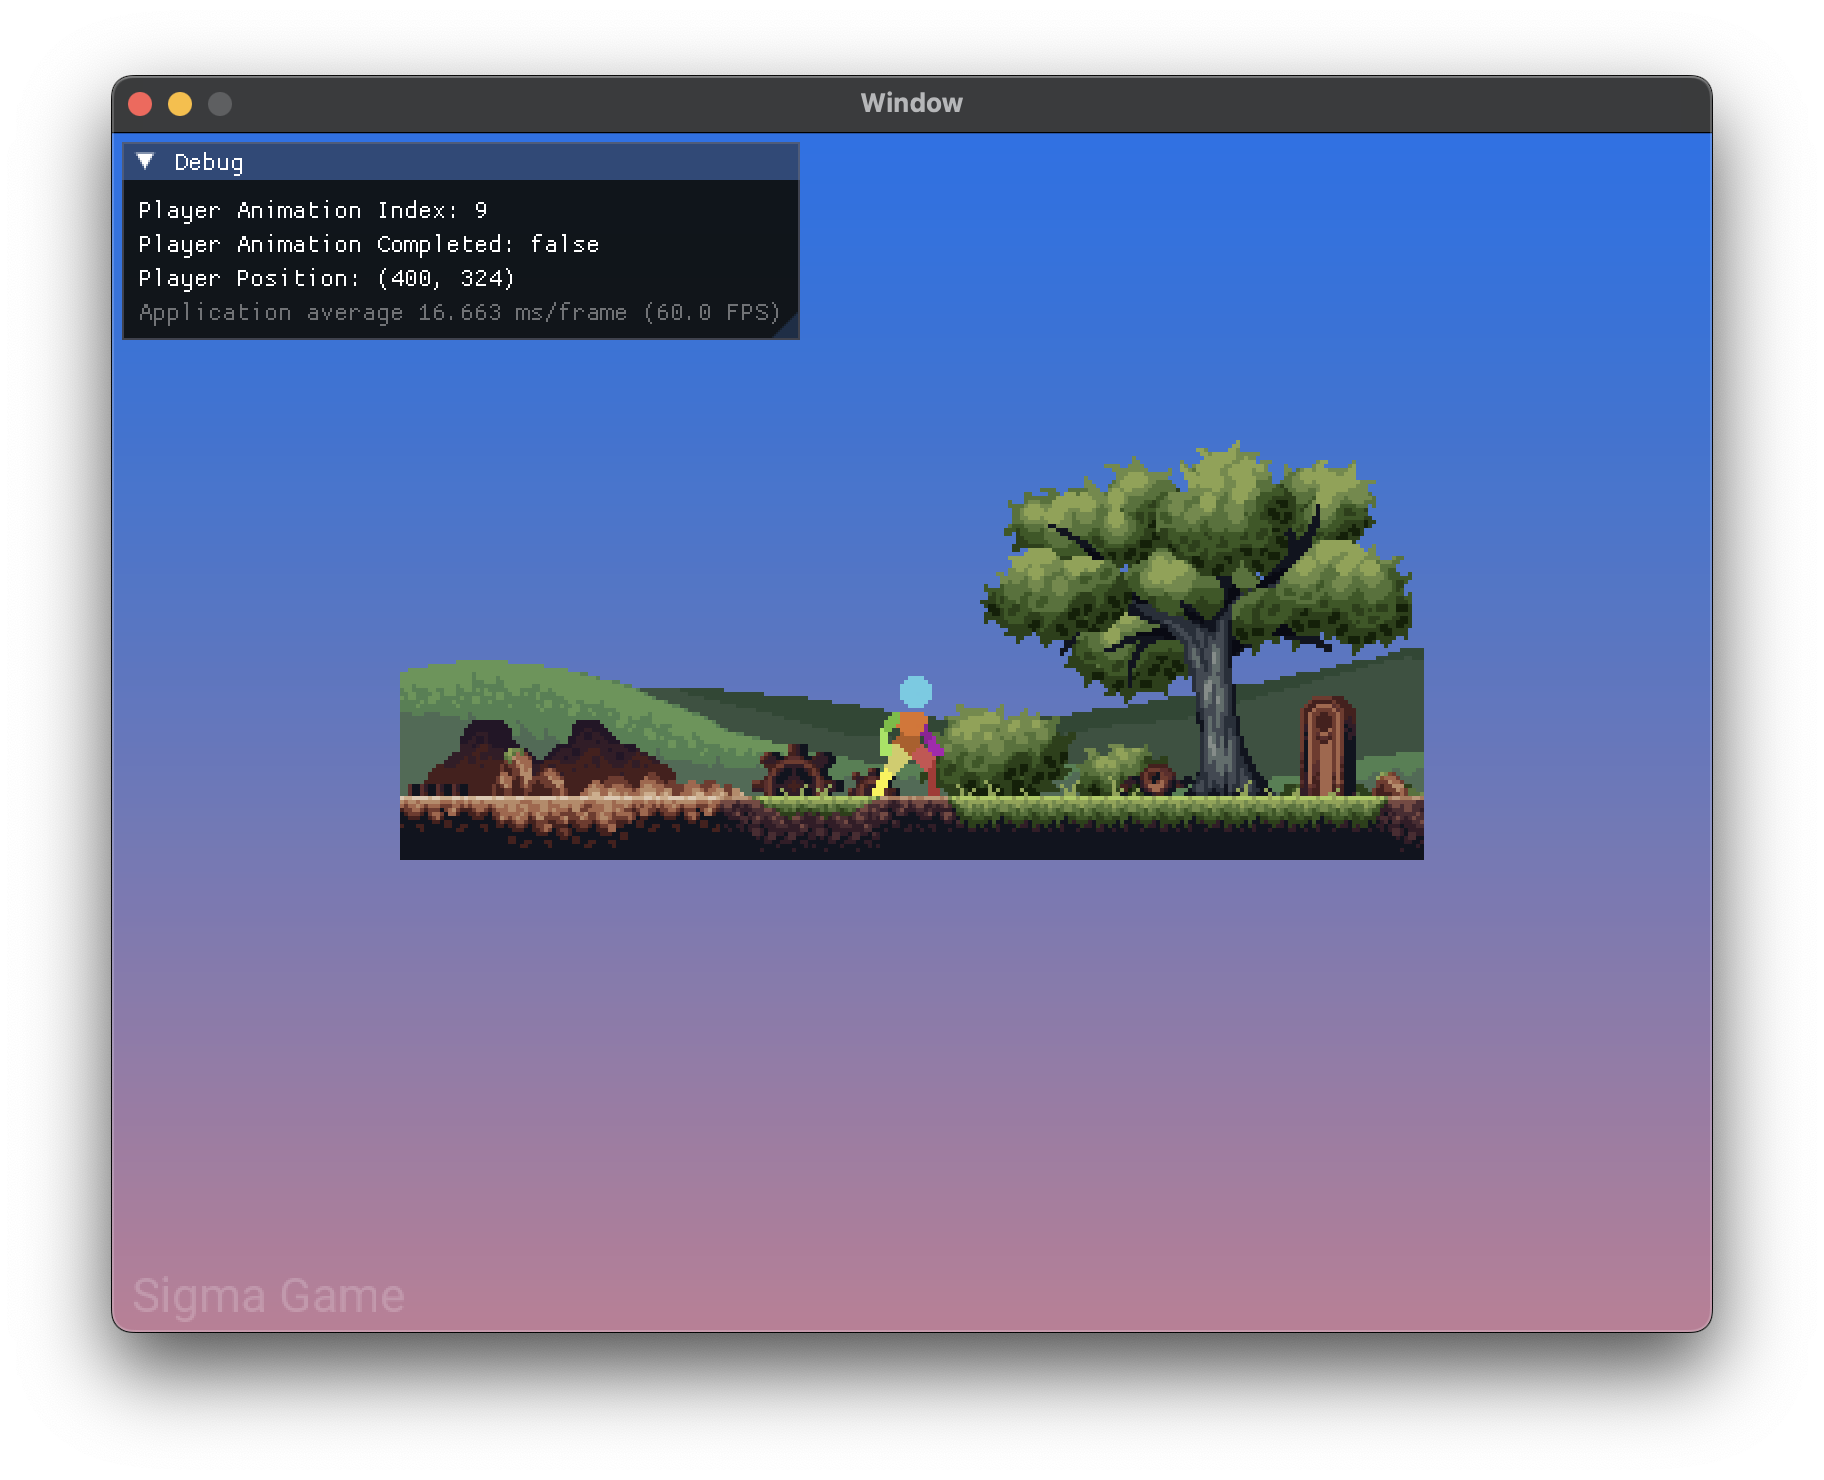 Window
Debug
Player Animation Index: 9
Player Animation Completed: false
Player Position: (400, 324)
Application average 16.663 ms/frame (60.0 FPS)
Sigma Game